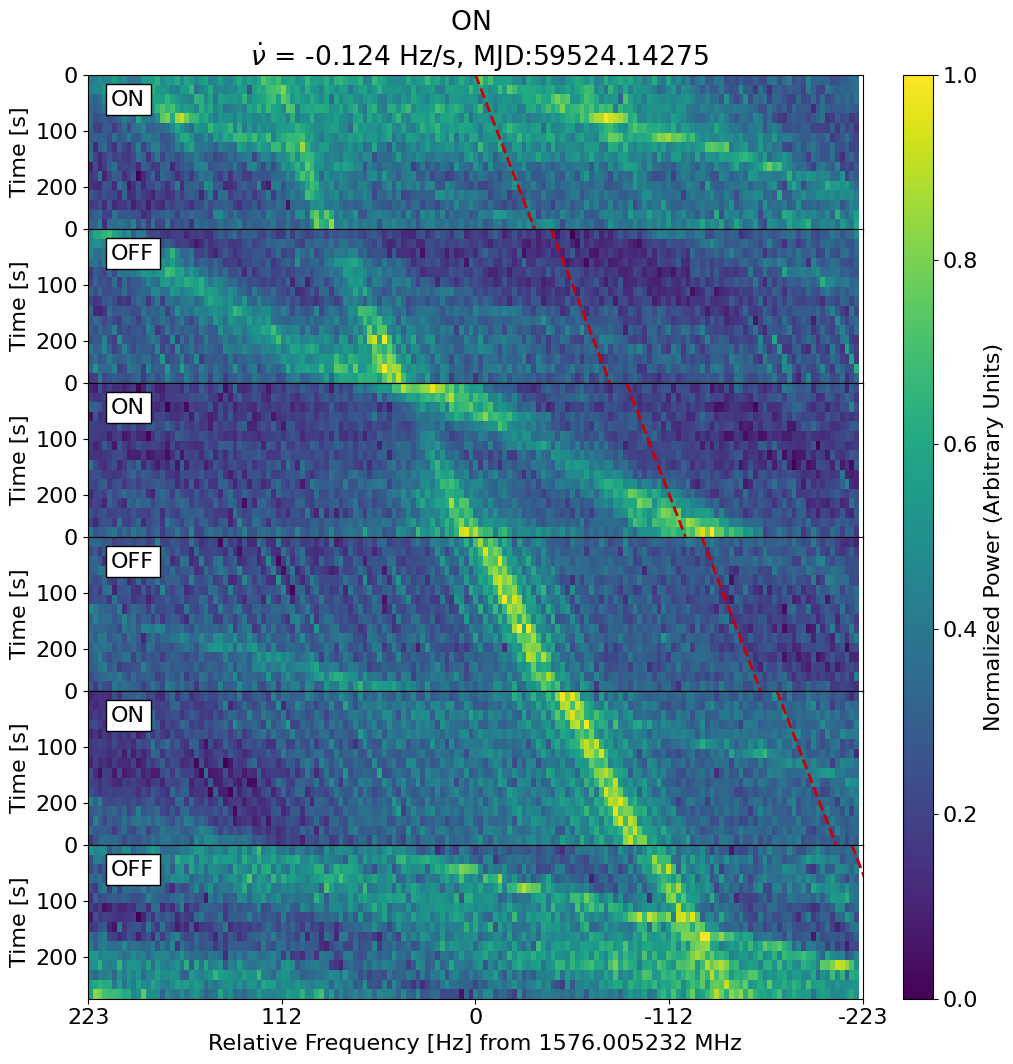 ON
ν̇ = -0.124 Hz/s, MJD:59524.14275
ON
OFF
ON
OFF
ON
OFF
Time [s]
0
100
200
Time [s]
0
100
200
Time [s]
0
100
200
Time [s]
0
100
200
Time [s]
0
100
200
Time [s]
0
100
200
223
112
0
-112
-223
Relative Frequency [Hz] from 1576.005232 MHz
1.0
0.8
0.6
0.4
0.2
0.0
Normalized Power (Arbitrary Units)